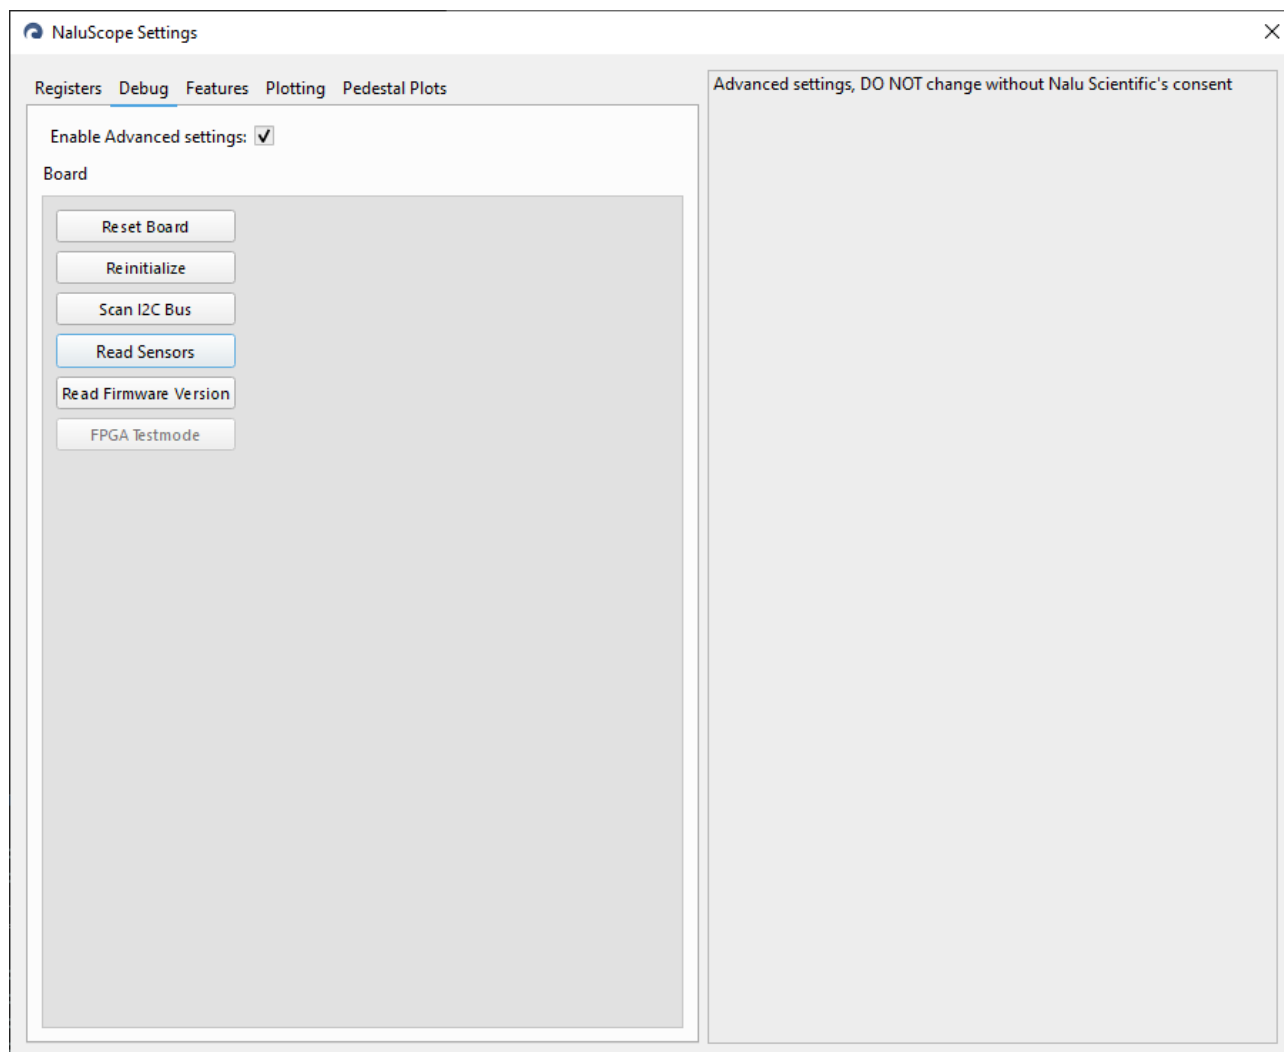 NaluScope Settings
Registers Debug Features Plotting Pedestal Plots
Enable Advanced settings:
Board
Reset Board
Reinitialize
Scan I2C Bus
Read Sensors
Read Firmware Version
FPGA Testmode
Advanced settings, DO NOT change without Nalu Scientific's consent